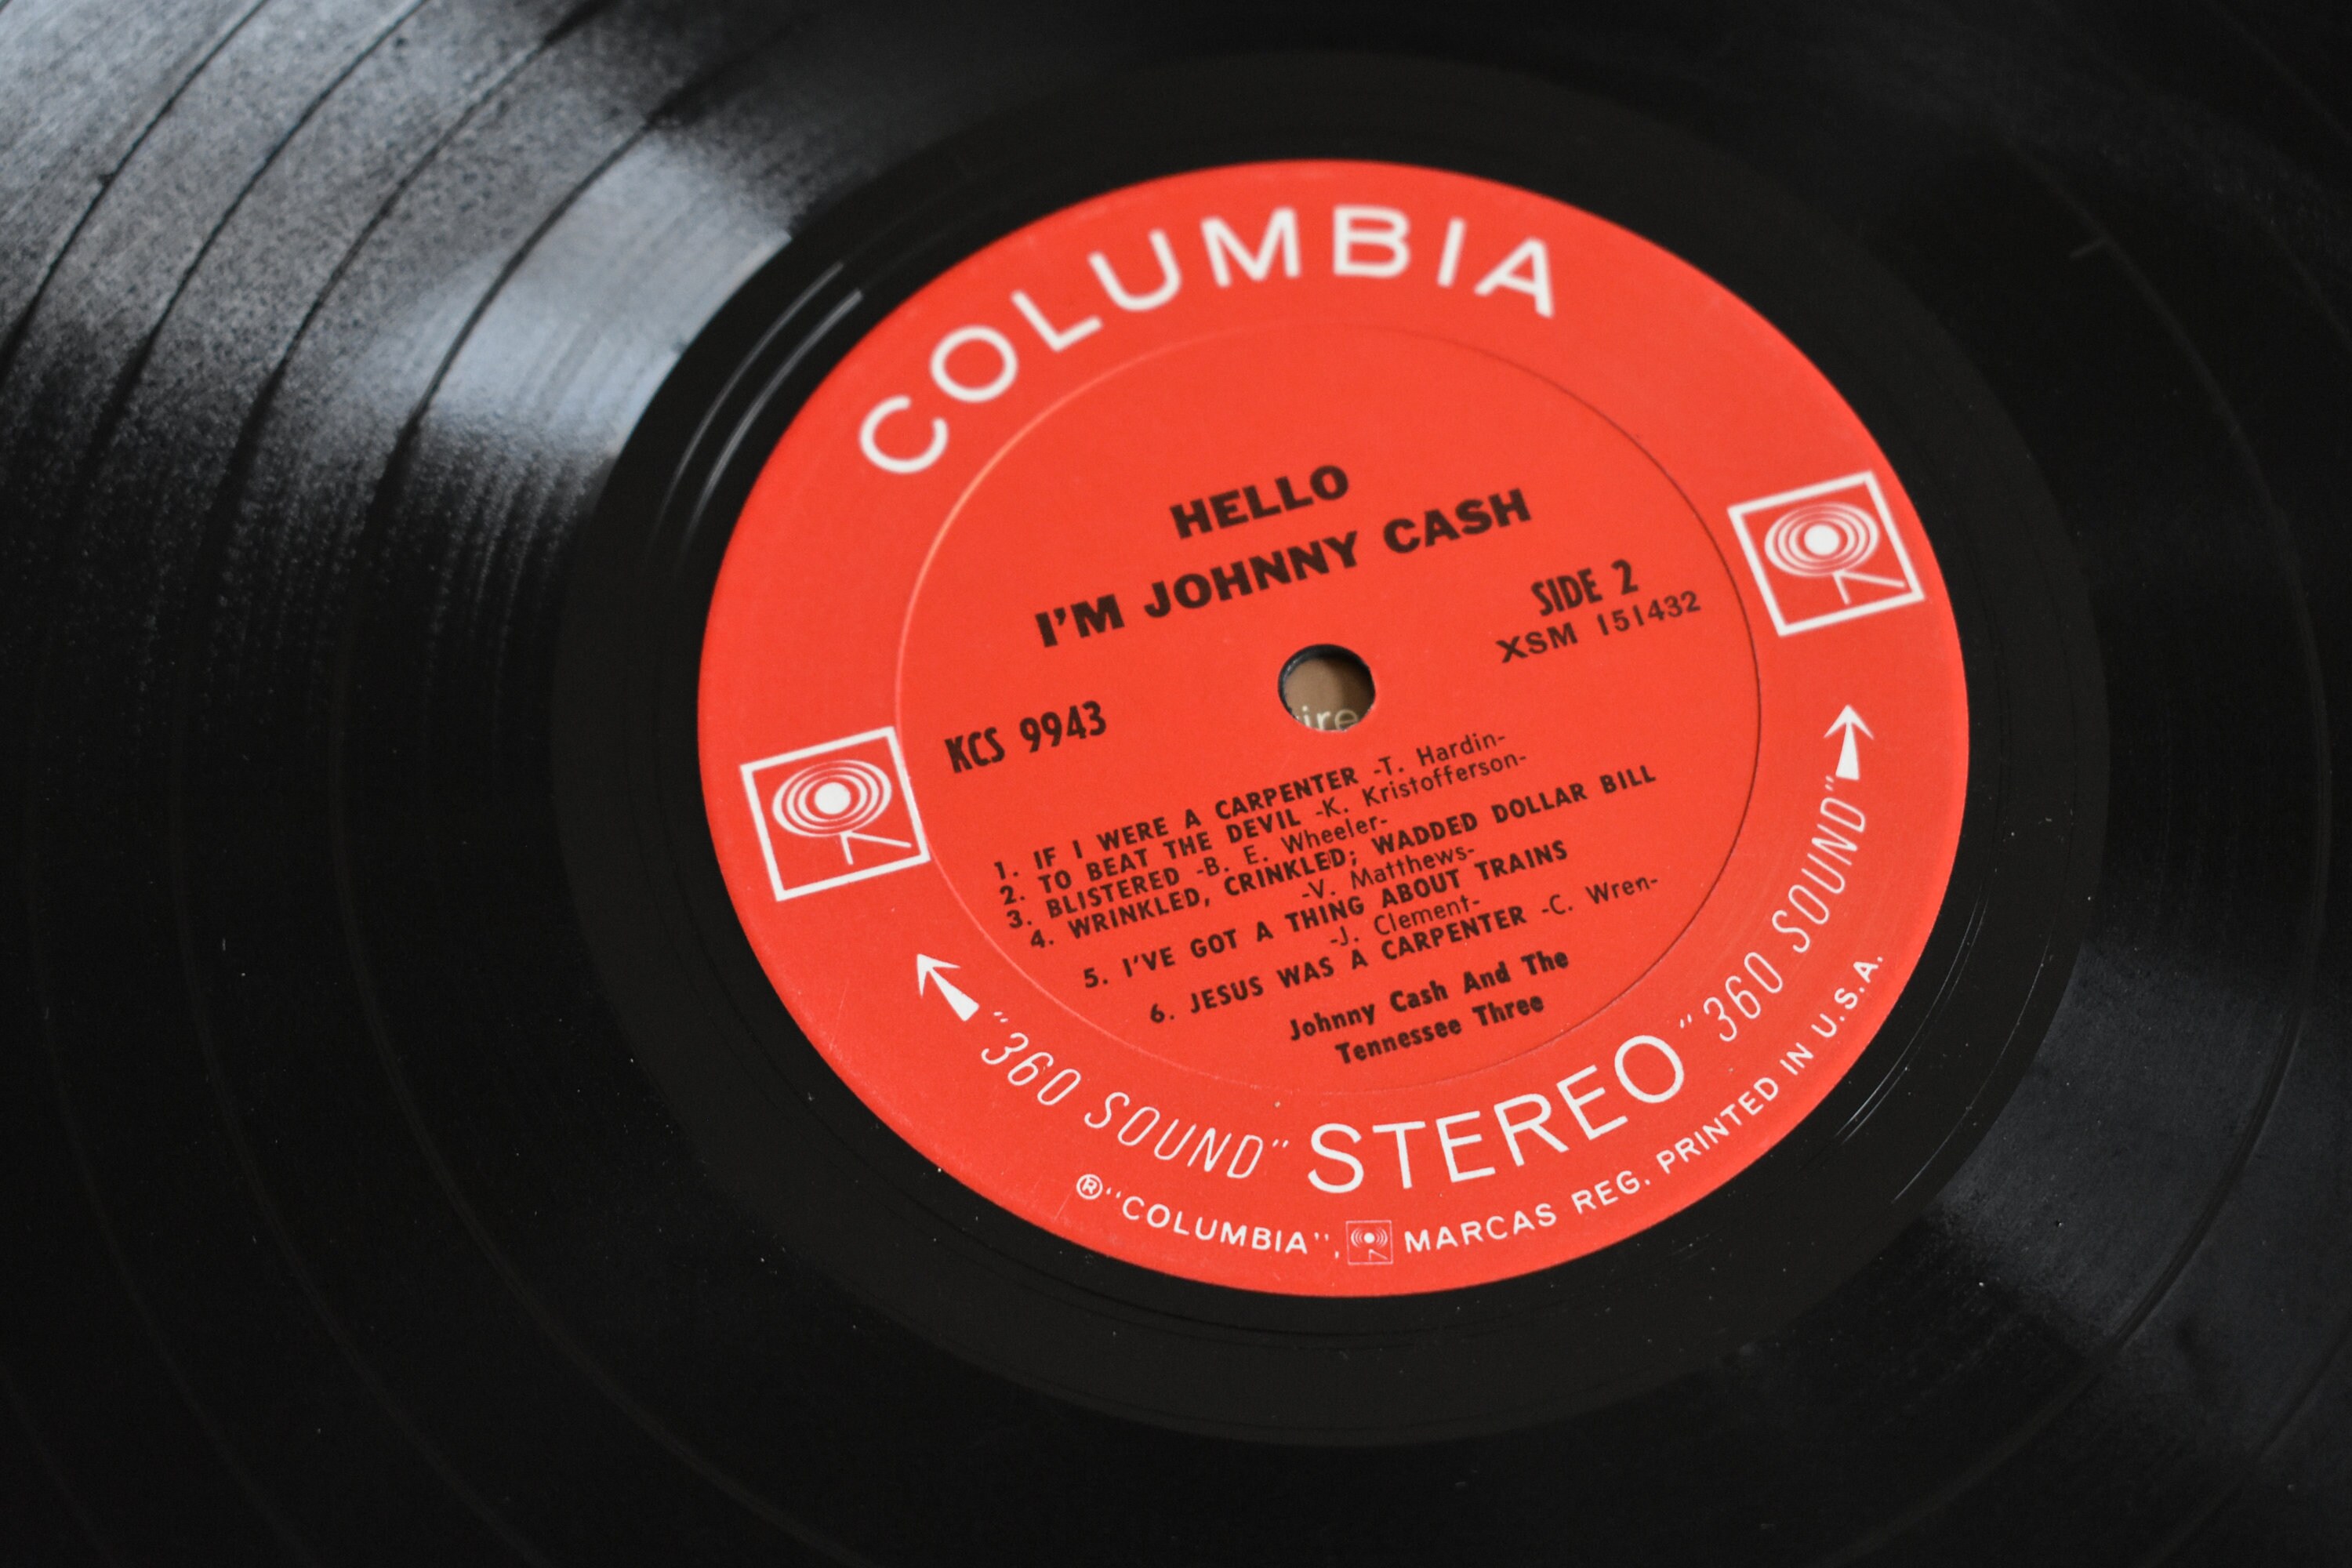 COLUMBIA
HELLO
I'M JOHNNY CASH
SIDE 2
XSM 151432
KCS 9943
1. IF I WERE A CARPENTER -T. Hardin-
2. TO BEAT THE DEVIL -K. Kristofferson-
3. BLISTERED -B. E. Wheeler-
4. WRINKLED, CRINKLED; WADDED DOLLAR BILL
-V. Matthews-
5. I'VE GOT A THING ABOUT TRAINS
-J. Clement-
6. JESUS WAS A CARPENTER -C. Wren-
Johnny Cash And The
Tennessee Three
"360 SOUND" STEREO "360 SOUND"
® "COLUMBIA", MARCAS REG. PRINTED IN U.S.A.